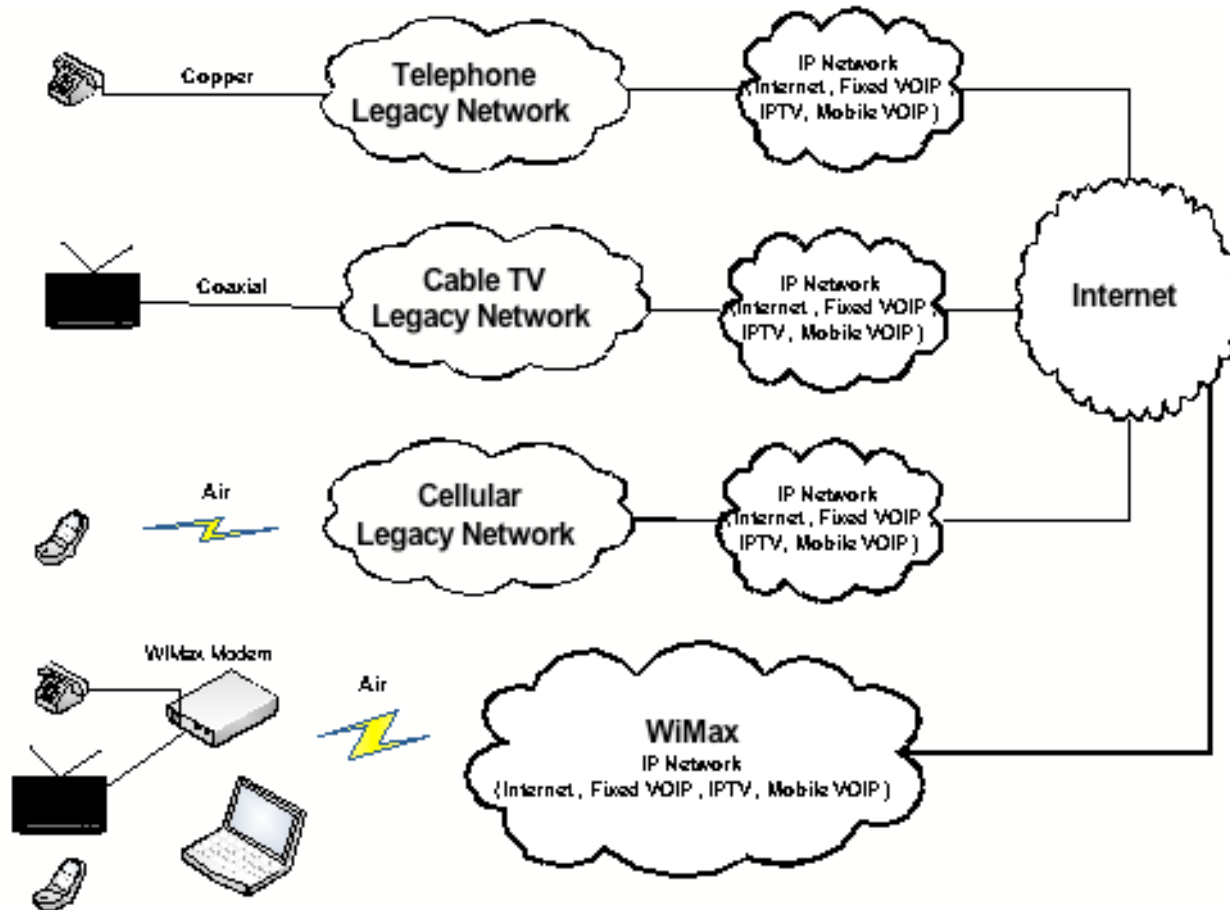 Copper
Telephone
Legacy Network
IP Network
(Internet , Fixed VOIP ,
IPTV, Mobile VOIP )
Coaxial
Cable TV
Legacy Network
IP Network
(Internet , Fixed VOIP ,
IPTV , Mobile VOIP )
Internet
Air
Cellular
Legacy Network
IP Network
(Internet , Fixed VOIP ,
IPTV, Mobile VOIP )
WiMax Modem
Air
WiMax
IP Network
(Internet , Fixed VOIP , IPTV , Mobile VOIP )